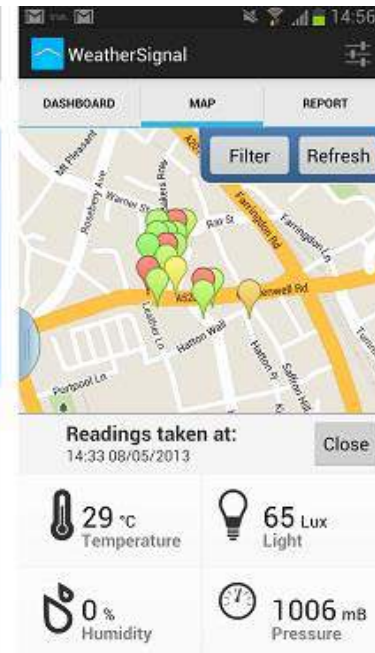 14:56
WeatherSignal
DASHBOARD MAP REPORT
Filter Refresh
Mt Pleasant
Rosebery Ave
Warner St
Ray St
Farringdon Rd
Farringdon Ln
Leather Ln
Hatton Wall
Portpool Ln
Saffron Hill
Readings taken at:
14:33 08/05/2013
Close
29 °C
Temperature
65 Lux
Light
0 %
Humidity
1006 mB
Pressure